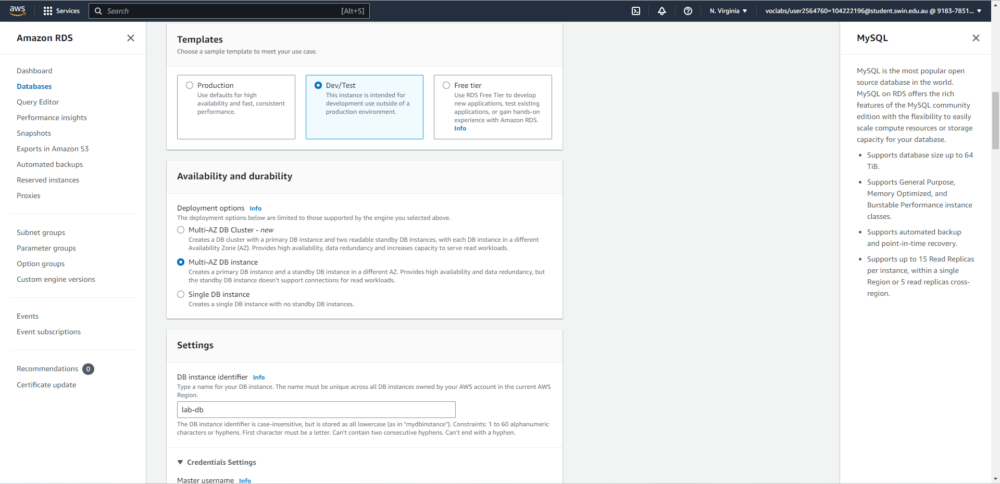 aws
Services
Search [Alt+S]
N. Virginia
voclabs/user2564760=104222196@student.swin.edu.au @ 9183-7851...
Amazon RDS
Dashboard
Databases
Query Editor
Performance insights
Snapshots
Exports in Amazon S3
Automated backups
Reserved instances
Proxies
Subnet groups
Parameter groups
Option groups
Custom engine versions
Events
Event subscriptions
Recommendations 0
Certificate update
Templates
Choose a sample template to meet your use case.
Production
Use defaults for high
availability and fast, consistent
performance.
Dev/Test
This instance is intended for
development use outside of a
production environment.
Free tier
Use RDS Free Tier to develop
new applications, test existing
applications, or gain hands-on
experience with Amazon RDS.
Info
Availability and durability
Deployment options Info
The deployment options below are limited to those supported by the engine you selected above.
Multi-AZ DB Cluster - new
Creates a DB cluster with a primary DB instance and two readable standby DB instances, with each DB instance in a different
Availability Zone (AZ). Provides high availability, data redundancy and increases capacity to serve read workloads.
Multi-AZ DB instance
Creates a primary DB instance and a standby DB instance in a different AZ. Provides high availability and data redundancy, but
the standby DB instance doesn't support connections for read workloads.
Single DB instance
Creates a single DB instance with no standby DB instances.
Settings
DB instance identifier Info
Type a name for your DB instance. The name must be unique across all DB instances owned by your AWS account in the current AWS
Region.
lab-db
The DB instance identifier is case-insensitive, but is stored as all lowercase (as in "mydbinstance"). Constraints: 1 to 60 alphanumeric
characters or hyphens. First character must be a letter. Can't contain two consecutive hyphens. Can't end with a hyphen.
Credentials Settings
Master username Info
MySQL
MySQL is the most popular open
source database in the world.
MySQL on RDS offers the rich
features of the MySQL community
edition with the flexibility to easily
scale compute resources or storage
capacity for your database.
• Supports database size up to 64
TiB.
• Supports General Purpose,
Memory Optimized, and
Burstable Performance instance
classes.
• Supports automated backup
and point-in-time recovery.
• Supports up to 15 Read Replicas
per instance, within a single
Region or 5 read replicas cross-
region.